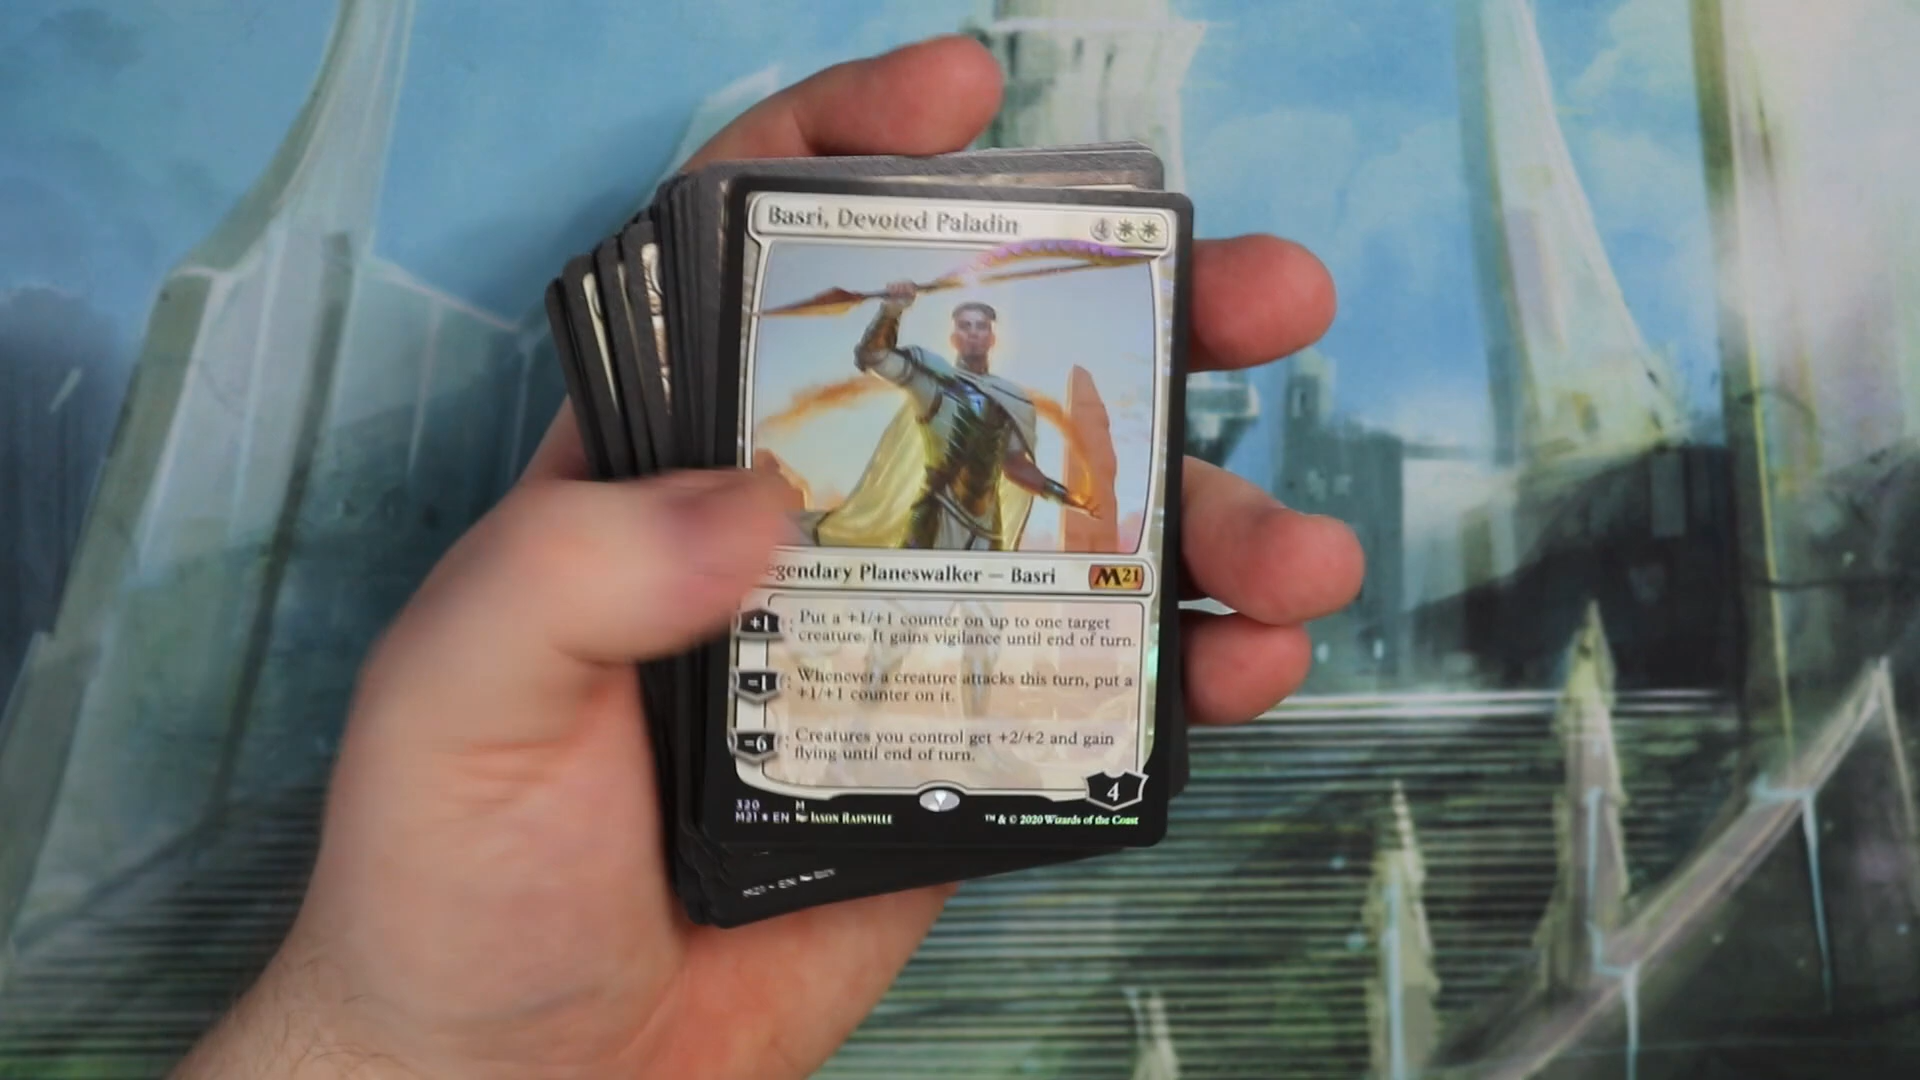 Basri, Devoted Paladin 4
egendary Planeswalker — Basri M21
+1 : Put a +1/+1 counter on up to one target
creature. It gains vigilance until end of turn.
-1 : Whenever a creature attacks this turn, put a
+1/+1 counter on it.
-6 : Creatures you control get +2/+2 and gain
flying until end of turn.
4
320 M
M21 ★ EN Jason Rainville ™ & © 2020 Wizards of the Coast
M21 • EN